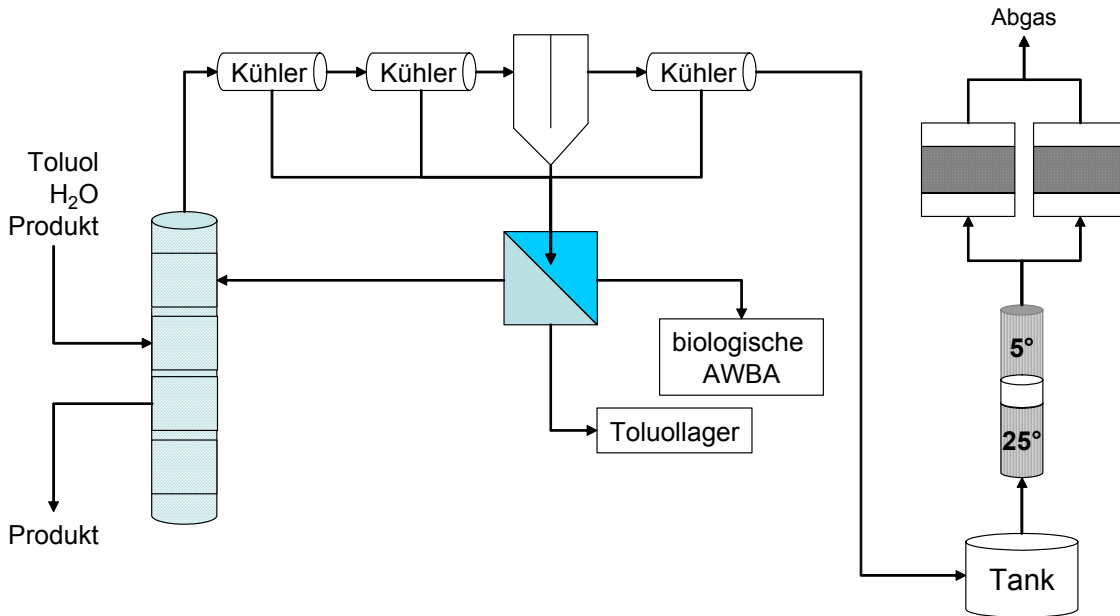 Abgas
Kühler
Kühler
Kühler
Toluol
H₂O
Produkt
5°
biologische
AWBA
Toluollager
25°
Produkt
Tank